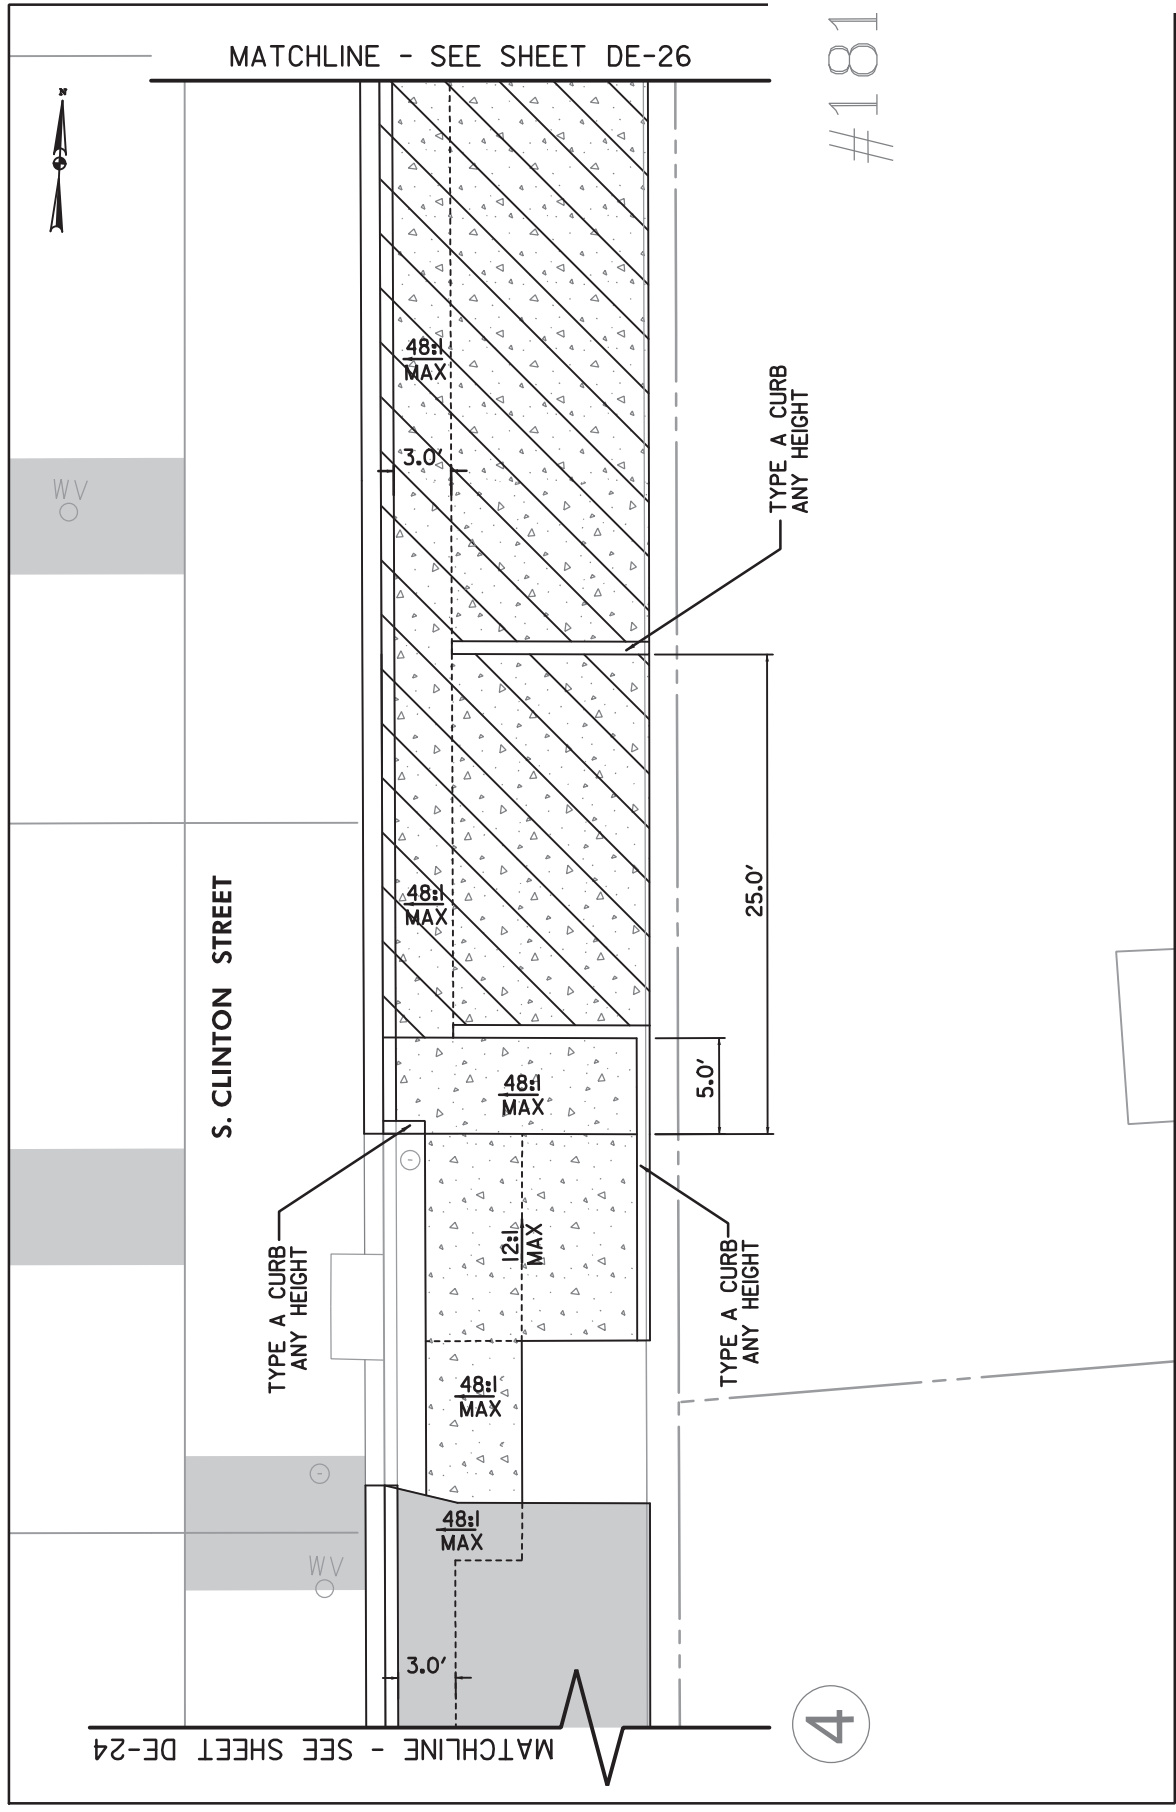 MATCHLINE - SEE SHEET DE-26
#181
N
48:1
MAX
3.0'
TYPE A CURB
ANY HEIGHT
WV
48:1
MAX
25.0'
S. CLINTON STREET
48:1
MAX
5.0'
TYPE A CURB
ANY HEIGHT
12:1
MAX
TYPE A CURB
ANY HEIGHT
48:1
MAX
48:1
MAX
WV
3.0'
4
MATCHLINE - SEE SHEET DE-24